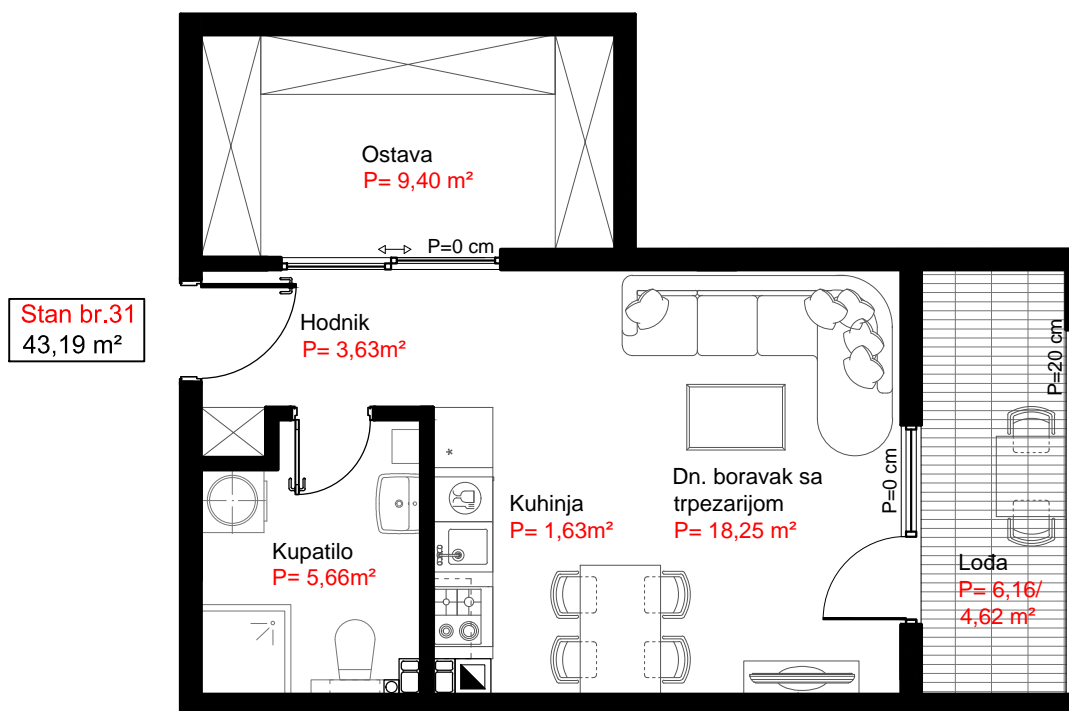 Ostava
P= 9,40 m²
P=0 cm
Stan br.31
43,19 m²
Hodnik
P= 3,63m²
P=20 cm
Dn. boravak sa
trpezarijom
P= 18,25 m²
P=0 cm
Kuhinja
P= 1,63m²
Kupatilo
P= 5,66m²
Lođa
P= 6,16/
4,62 m²